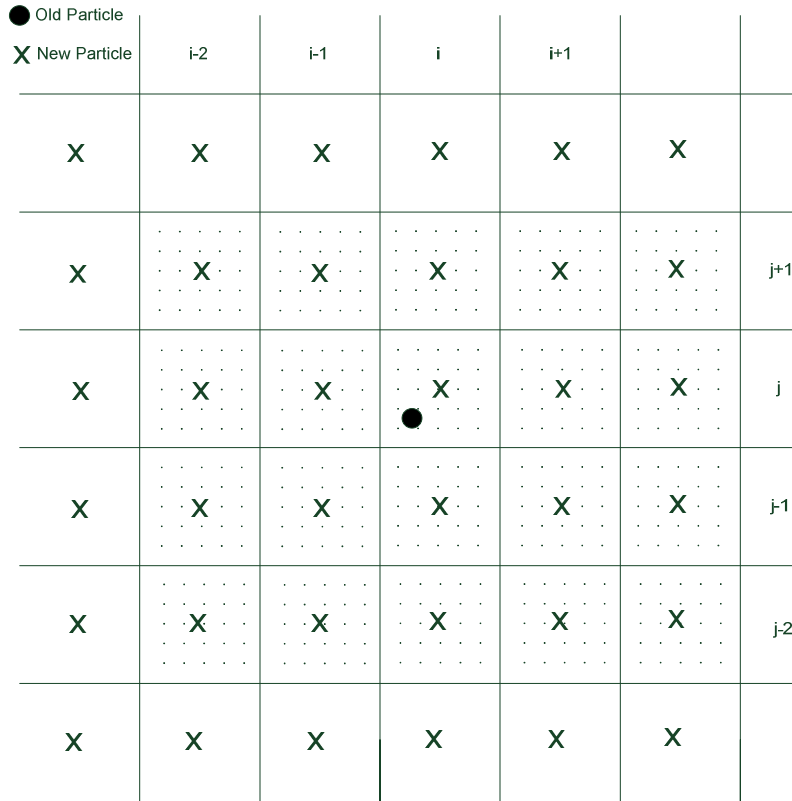 Old Particle
X New Particle
i-2 i-1 i i+1
X X X X X X
X X X X X X j+1
X X X X X X j
X X X X X X j-1
X X X X X X j-2
X X X X X X